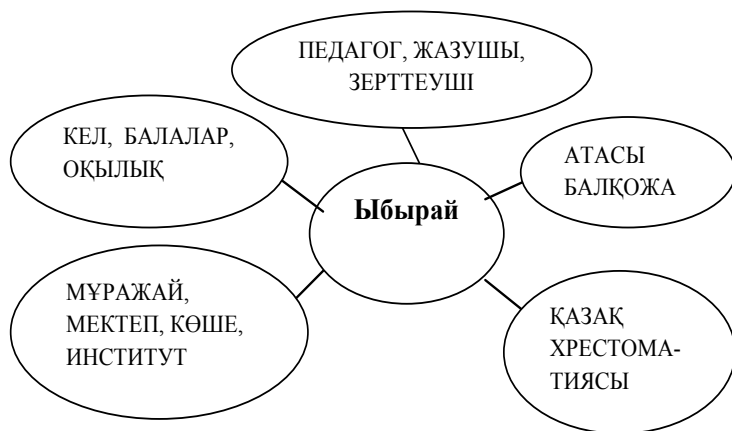 ПЕДАГОГ, ЖАЗУШЫ,
ЗЕРТТЕУШІ
КЕЛ, БАЛАЛАР,
ОҚЫЛЫҚ
АТАСЫ
БАЛҚОЖА
Ыбырай
МҰРАЖАЙ,
МЕКТЕП, КӨШЕ,
ИНСТИТУТ
ҚАЗАҚ
ХРЕСТОМА-
ТИЯСЫ